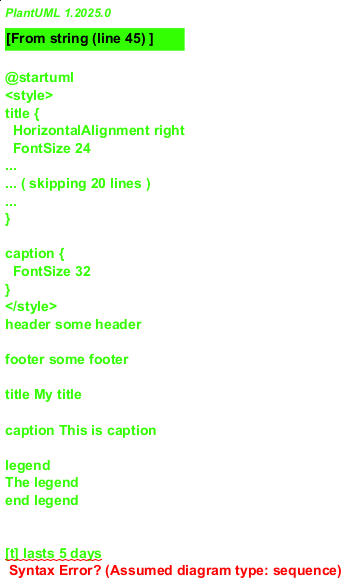 PlantUML 1.2025.0
[From string (line 45) ]
@startuml
<style>
title {
HorizontalAlignment right
FontSize 24
...
... ( skipping 20 lines )
...
}
caption {
FontSize 32
}
</style>
header some header
footer some footer
title My title
caption This is caption
legend
The legend
end legend
[t] lasts 5 days
Syntax Error? (Assumed diagram type: sequence)